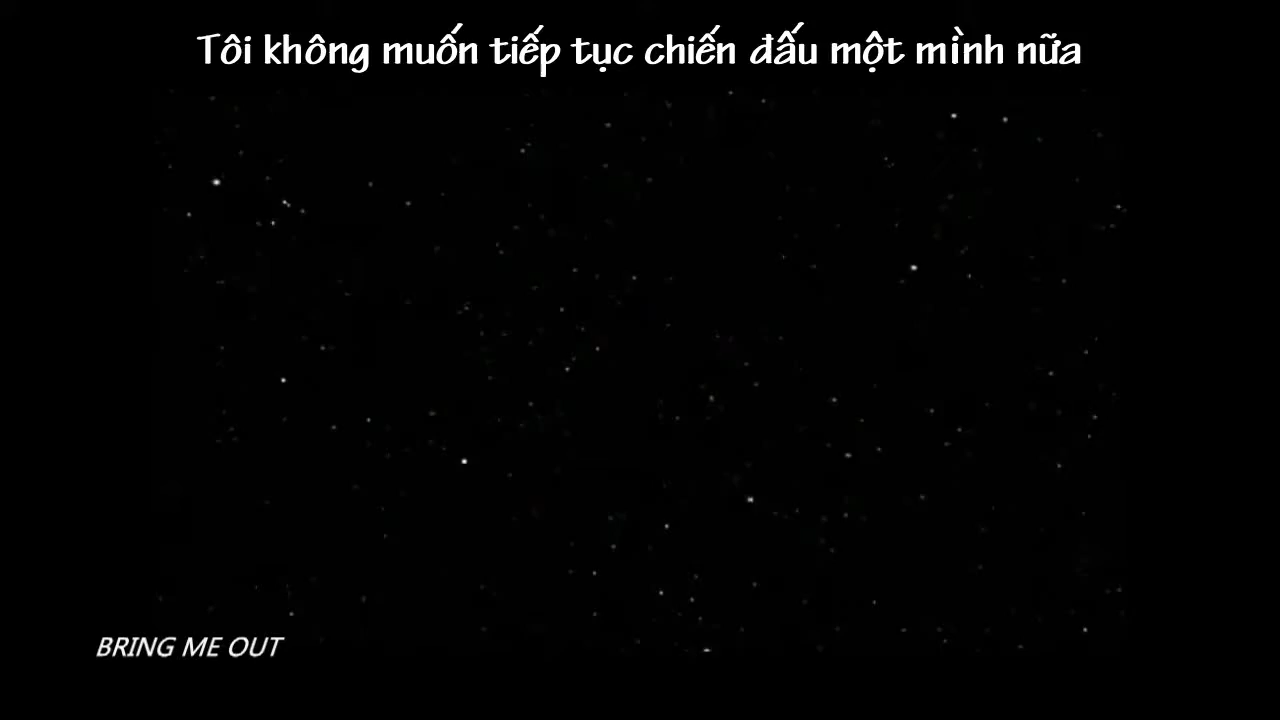 Tôi không muốn tiếp tục chiến đấu một mình nữa
BRING ME OUT